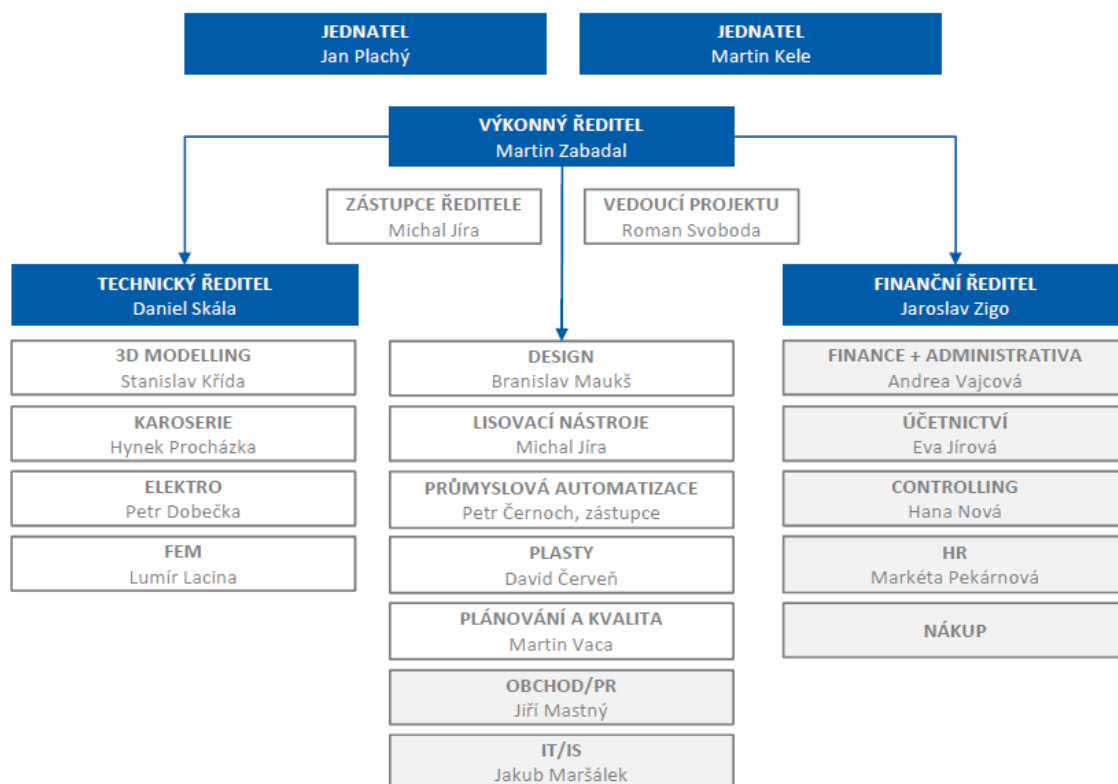 JEDNATEL
Jan Plachý
JEDNATEL
Martin Kele
VÝKONNÝ ŘEDITEL
Martin Zabadal
ZÁSTUPCE ŘEDITELE
Michal Jíra
VEDOUCÍ PROJEKTU
Roman Svoboda
TECHNICKÝ ŘEDITEL
Daniel Skála
3D MODELLING
Stanislav Křída
KAROSERIE
Hynek Procházka
ELEKTRO
Petr Dobečka
FEM
Lumír Lacina
DESIGN
Branislav Maukš
LISOVACÍ NÁSTROJE
Michal Jíra
PRŮMYSLOVÁ AUTOMATIZACE
Petr Černoch, zástupce
PLASTY
David Červeň
PLÁNOVÁNÍ A KVALITA
Martin Vaca
OBCHOD/PR
Jiří Mastný
IT/IS
Jakub Maršálek
FINANČNÍ ŘEDITEL
Jaroslav Zigo
FINANCE + ADMINISTRATIVA
Andrea Vajcová
ÚČETNICTVÍ
Eva Jírová
CONTROLLING
Hana Nová
HR
Markéta Pekárnová
NÁKUP